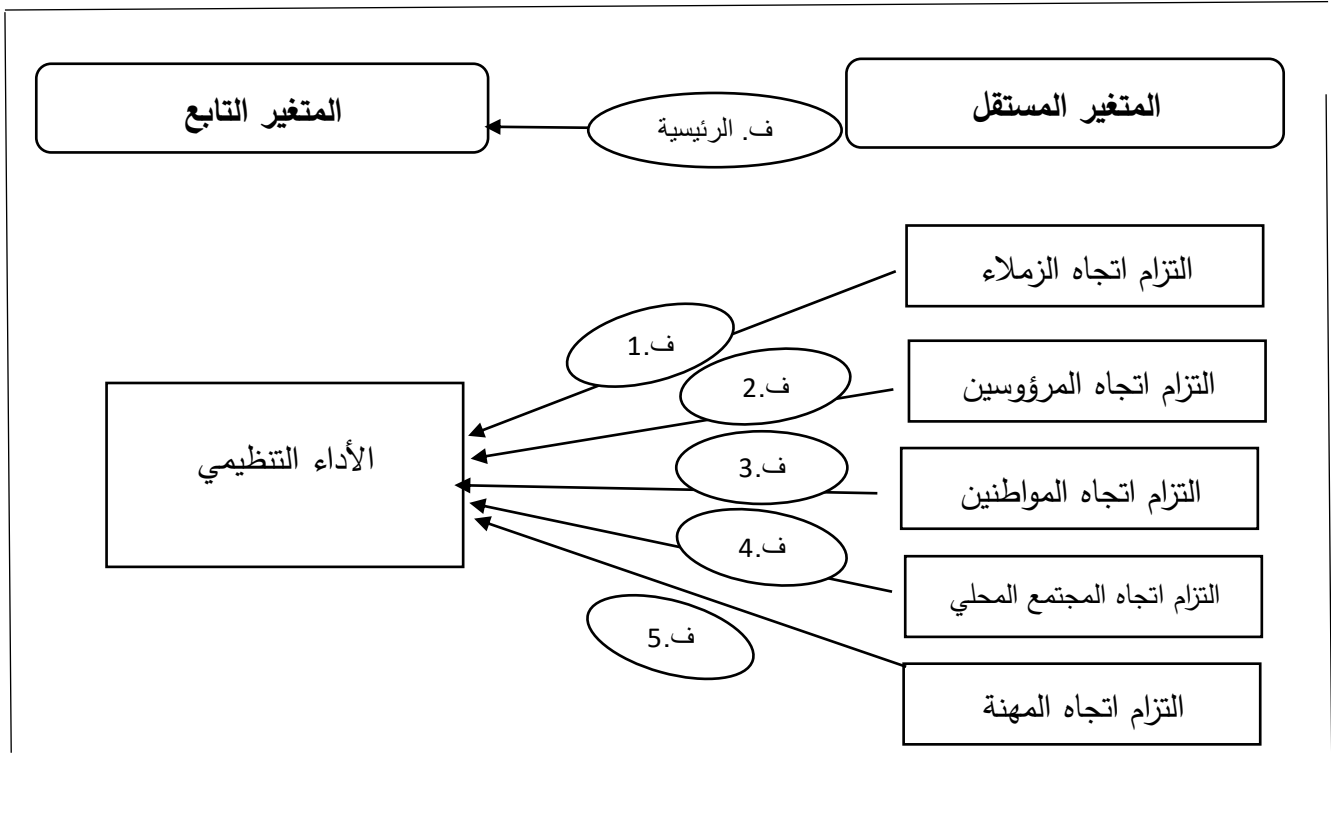 المتغير المستقل
ف. الرئيسية
المتغير التابع
التزام اتجاه الزملاء
ف.1
التزام اتجاه المرؤوسين
ف.2
التزام اتجاه المواطنين
ف.3
الأداء التنظيمي
التزام اتجاه المجتمع المحلي
ف.4
التزام اتجاه المهنة
ف.5